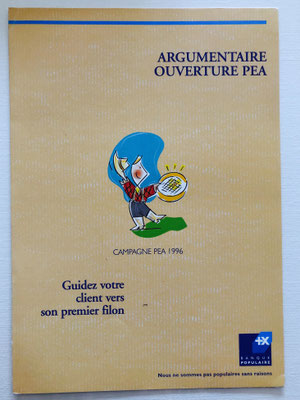 ARGUMENTAIRE
OUVERTURE PEA
CAMPAGNE PEA 1996
Guidez votre
client vers
son premier filon
BANQUE
POPULAIRE
Nous ne sommes pas populaires sans raisons